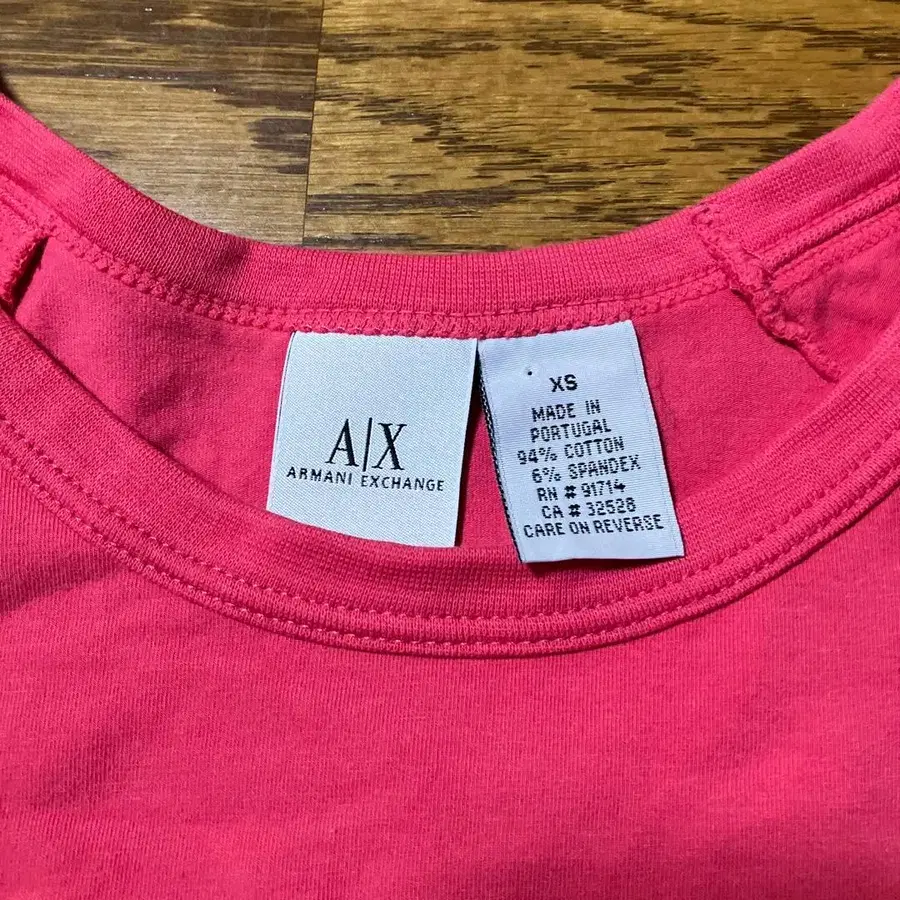 A|X
ARMANI EXCHANGE
XS
MADE IN
PORTUGAL
94% COTTON
6% SPANDEX
RN # 91714
CA # 32528
CARE ON REVERSE